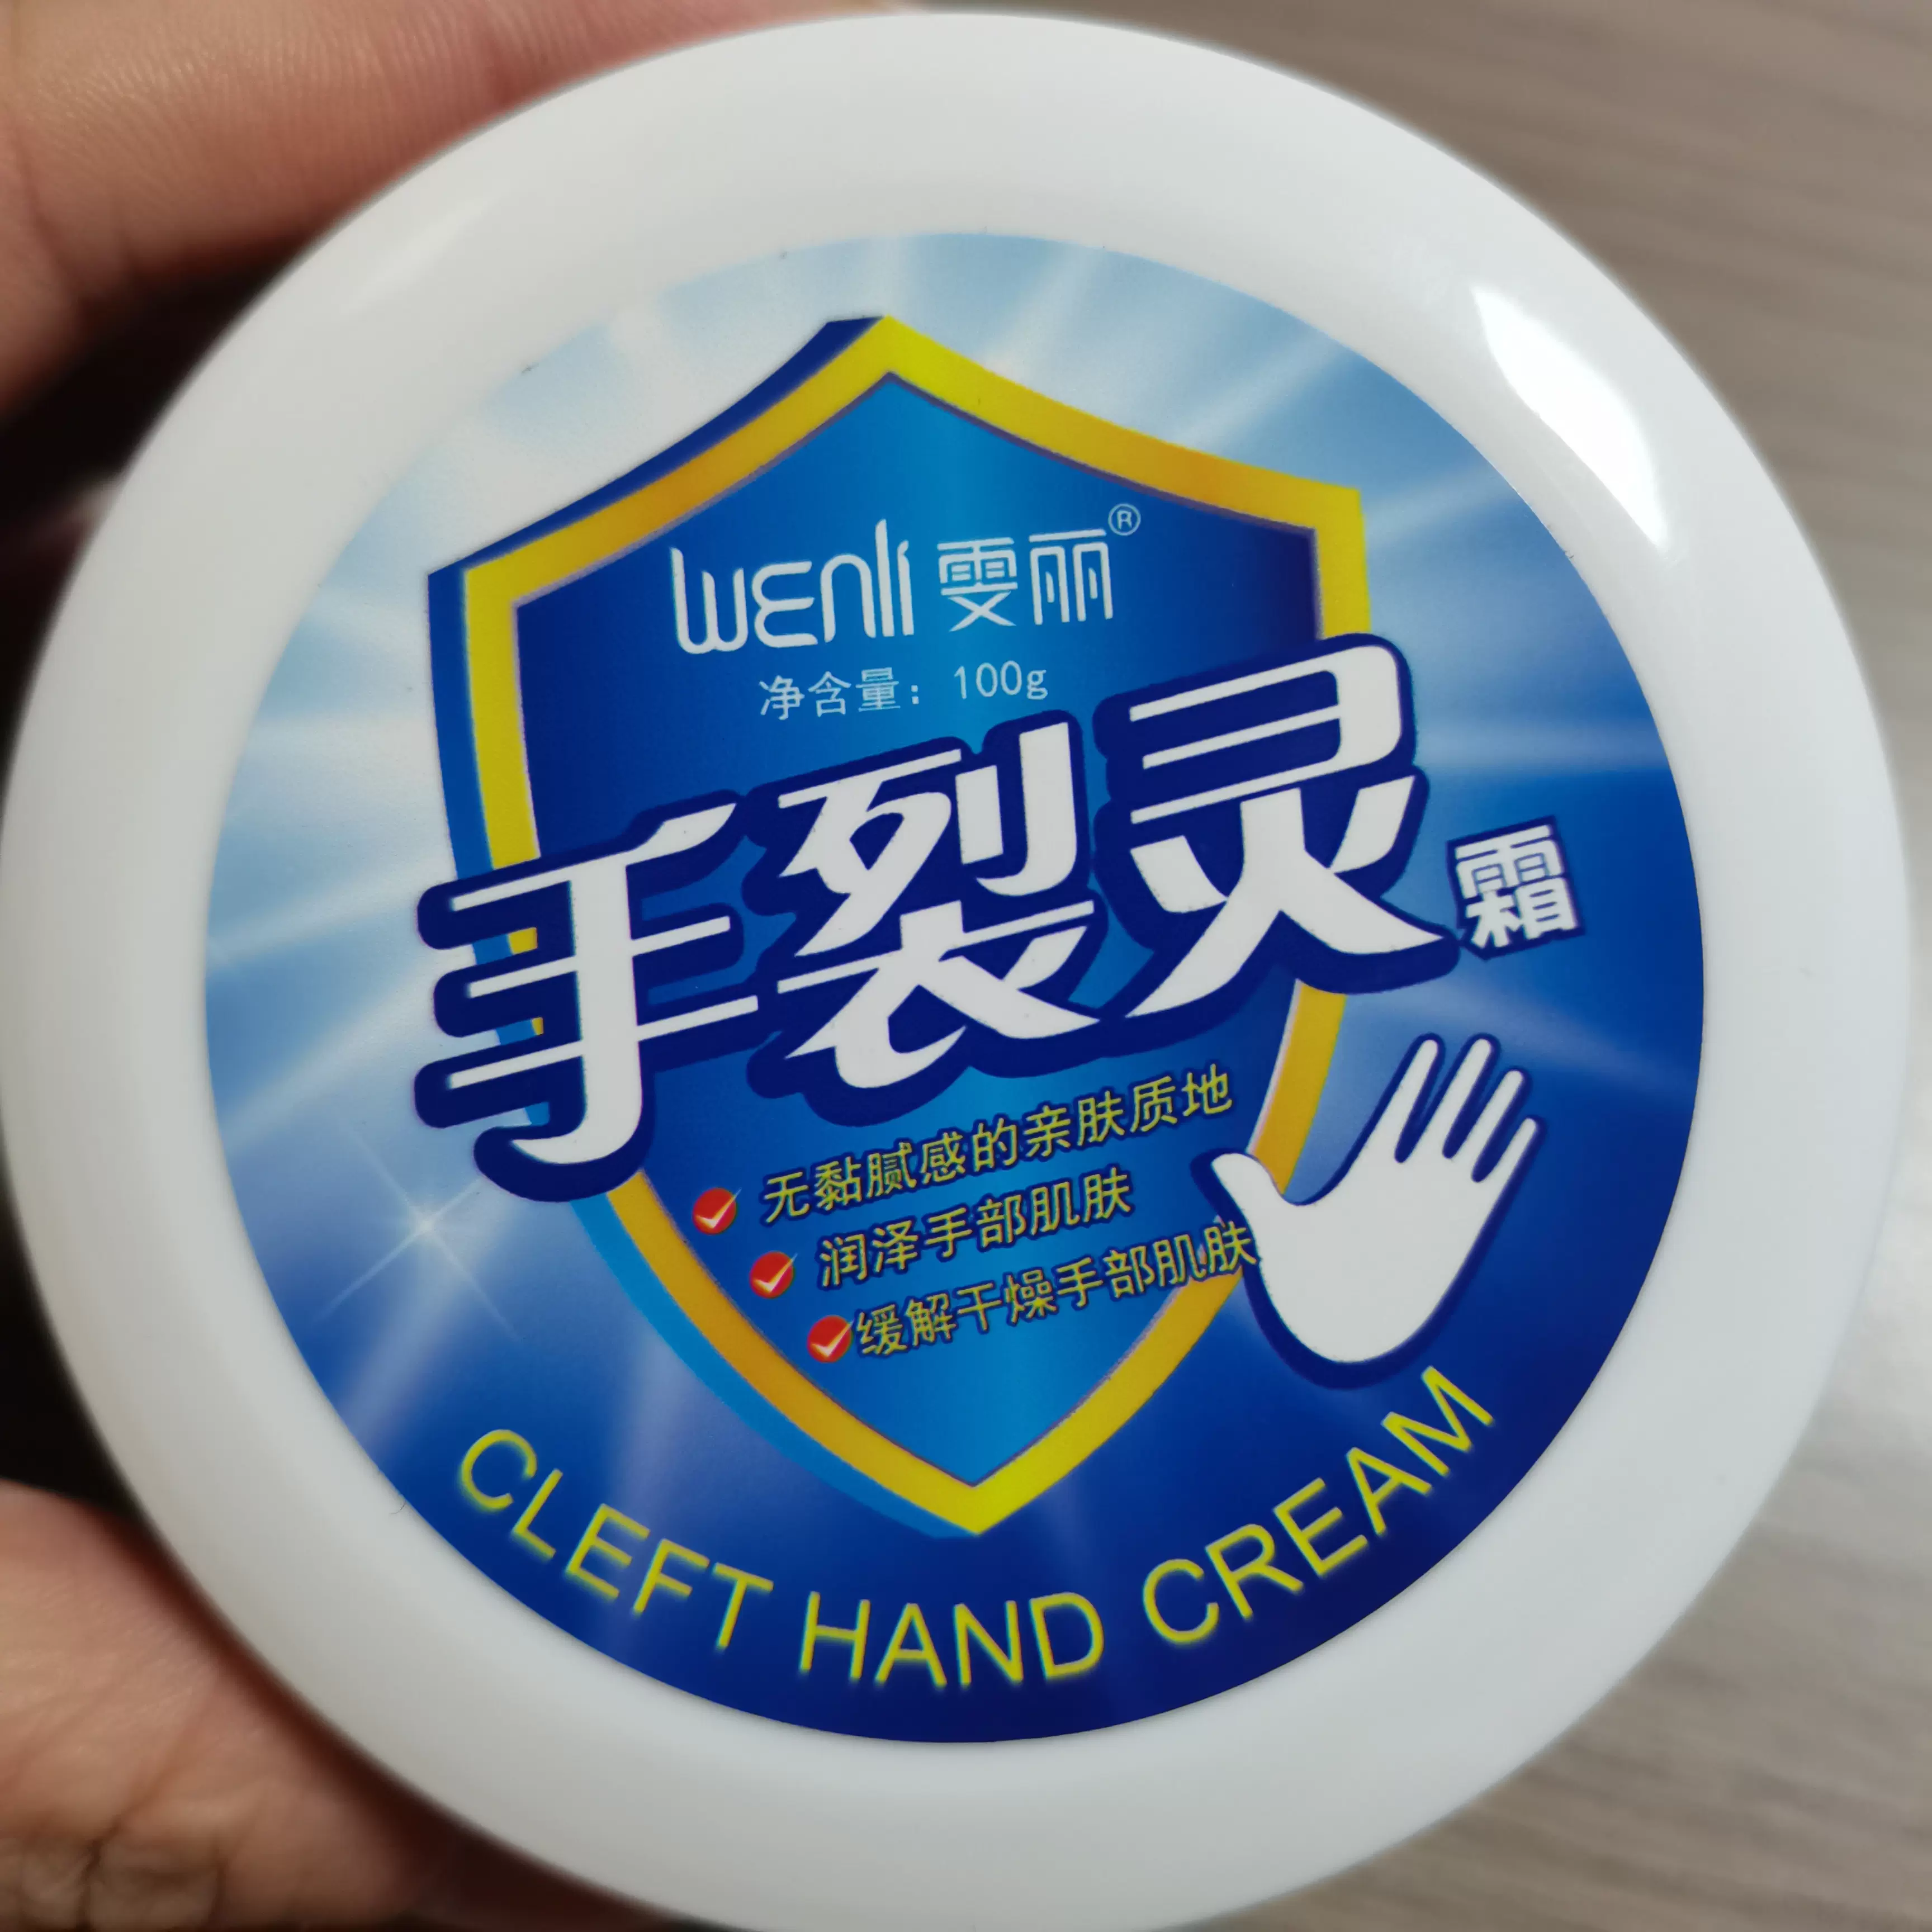 wenli 雯丽®
净含量：100g
手裂灵霜
无黏腻感的亲肤质地
润泽手部肌肤
缓解干燥手部肌肤
CLEFT HAND CREAM